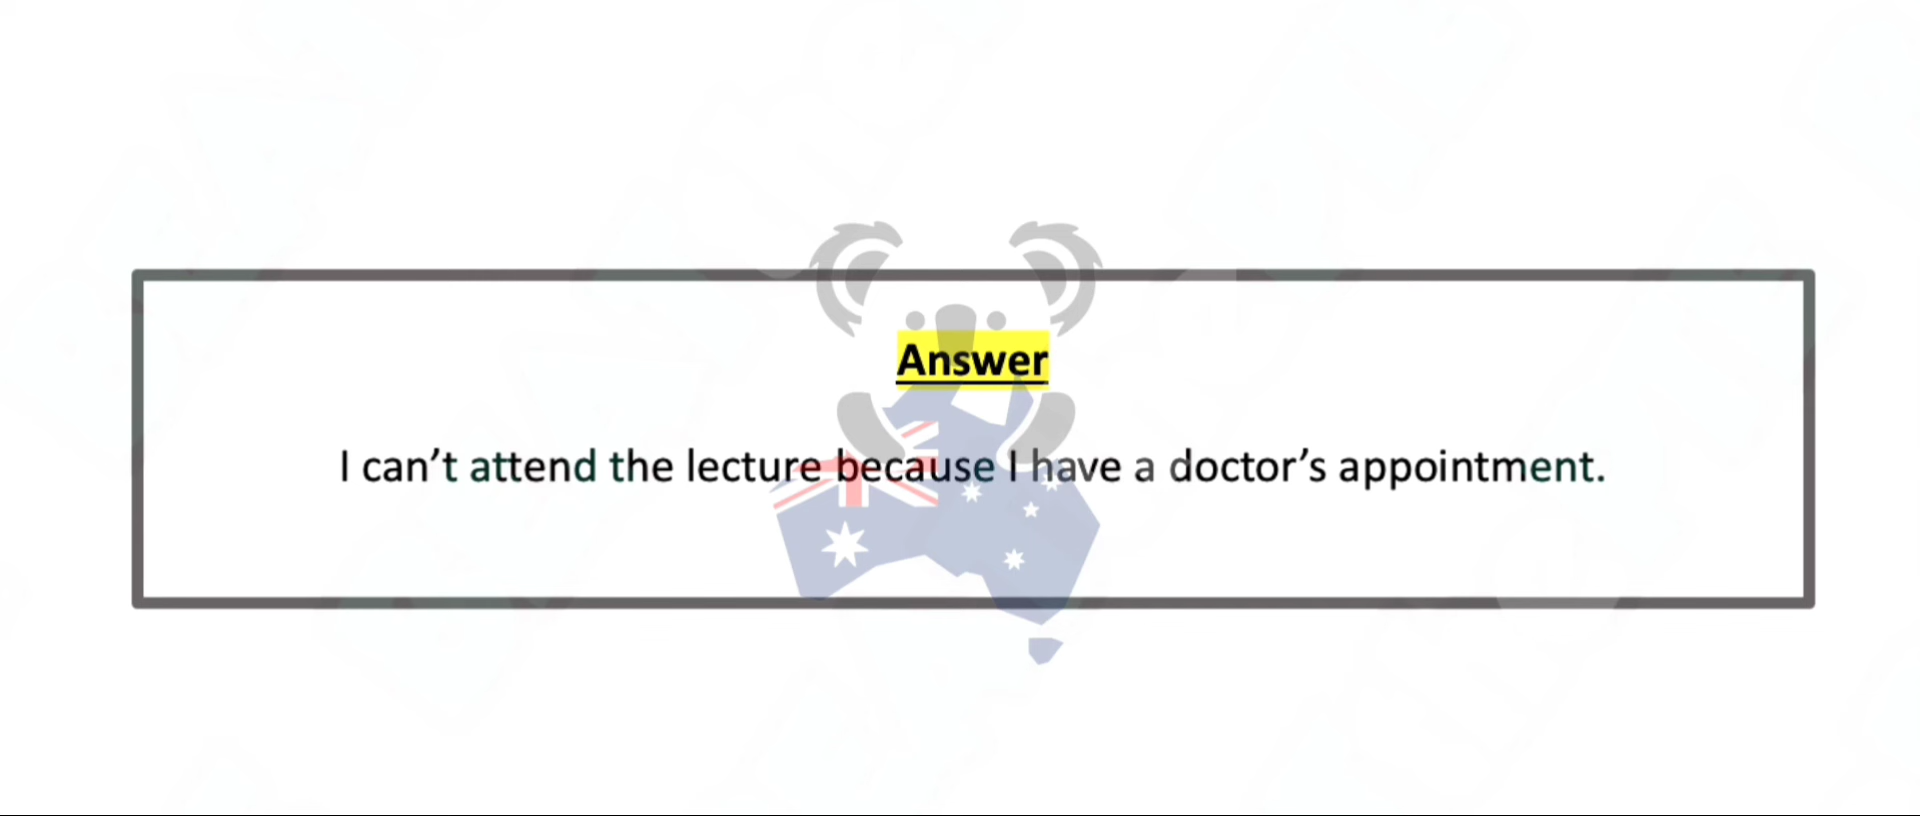 Answer
I can’t attend the lecture because I have a doctor’s appointment.